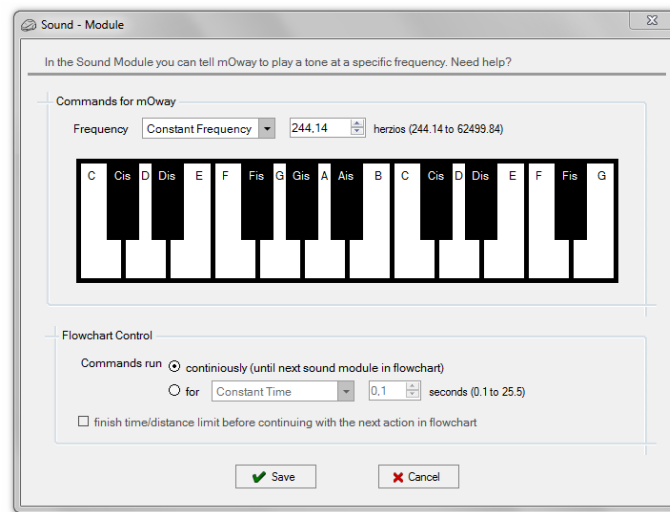 Sound - Module
In the Sound Module you can tell mOway to play a tone at a specific frequency. Need help?
Commands for mOway
Frequency Constant Frequency 244,14 herzios (244.14 to 62499.84)
C Cis D Dis E F Fis G Gis A Ais B C Cis D Dis E F Fis G
Flowchart Control
Commands run continiously (until next sound module in flowchart)
for Constant Time 0,1 seconds (0.1 to 25.5)
finish time/distance limit before continuing with the next action in flowchart
Save Cancel